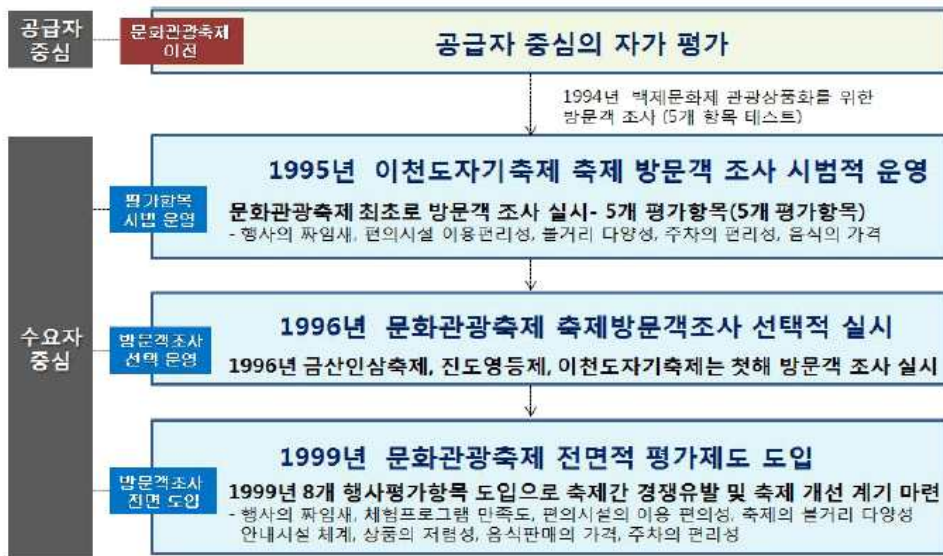 공급자
중심
문화관광축제
이전
공급자 중심의 자가 평가
1994년 백제문화제 관광상품화를 위한
방문객 조사 (5개 항목 테스트)
수요자
중심
평가항목
시범 운영
1995년 이천도자기축제 축제 방문객 조사 시범적 운영
문화관광축제 최초로 방문객 조사 실시- 5개 평가항목(5개 평가항목)
- 행사의 짜임새, 편의시설 이용편리성, 볼거리 다양성, 주차의 편리성, 음식의 가격
방문객조사
선택 운영
1996년 문화관광축제 축제방문객조사 선택적 실시
1996년 금산인삼축제, 진도영등제, 이천도자기축제는 첫해 방문객 조사 실시
방문객조사
전면 도입
1999년 문화관광축제 전면적 평가제도 도입
1999년 8개 행사평가항목 도입으로 축제간 경쟁유발 및 축제 개선 계기 마련
- 행사의 짜임새, 체험프로그램 만족도, 편의시설의 이용 편의성, 축제의 볼거리 다양성
안내시설 체계, 상품의 저렴성, 음식판매의 가격, 주차의 편리성